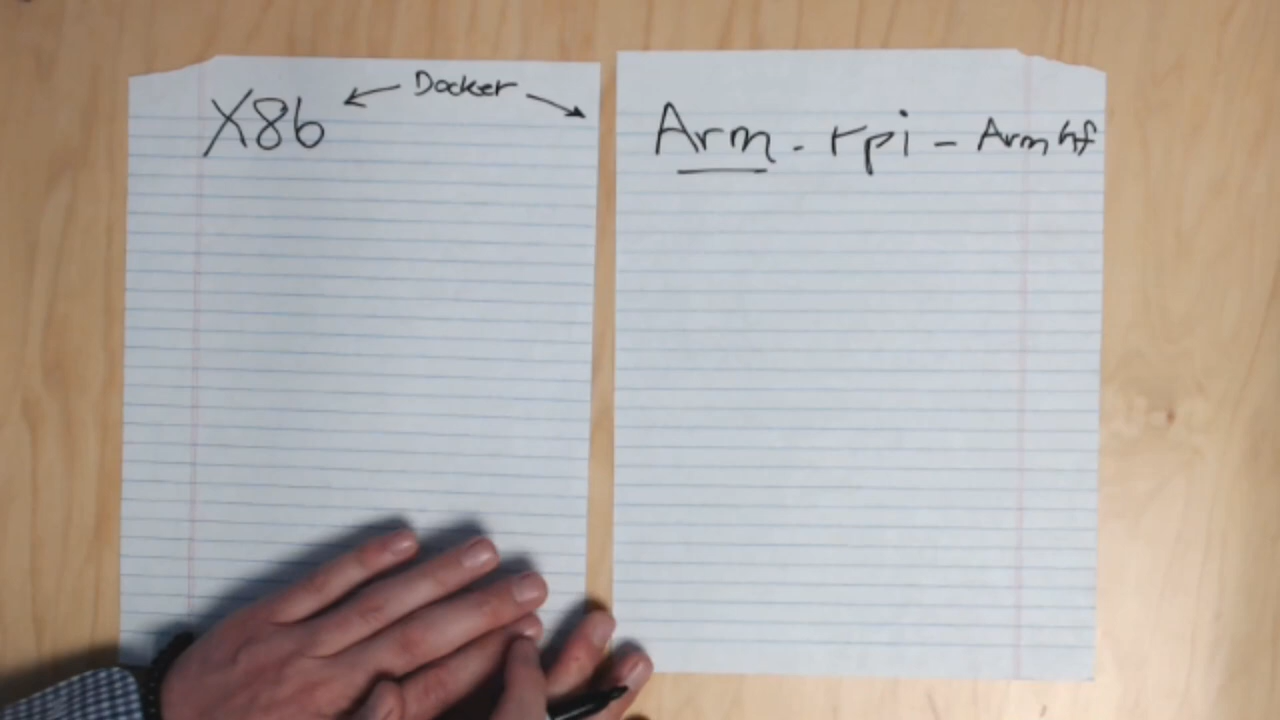 X86 ← Docker →
Arm - rpi - Armhf